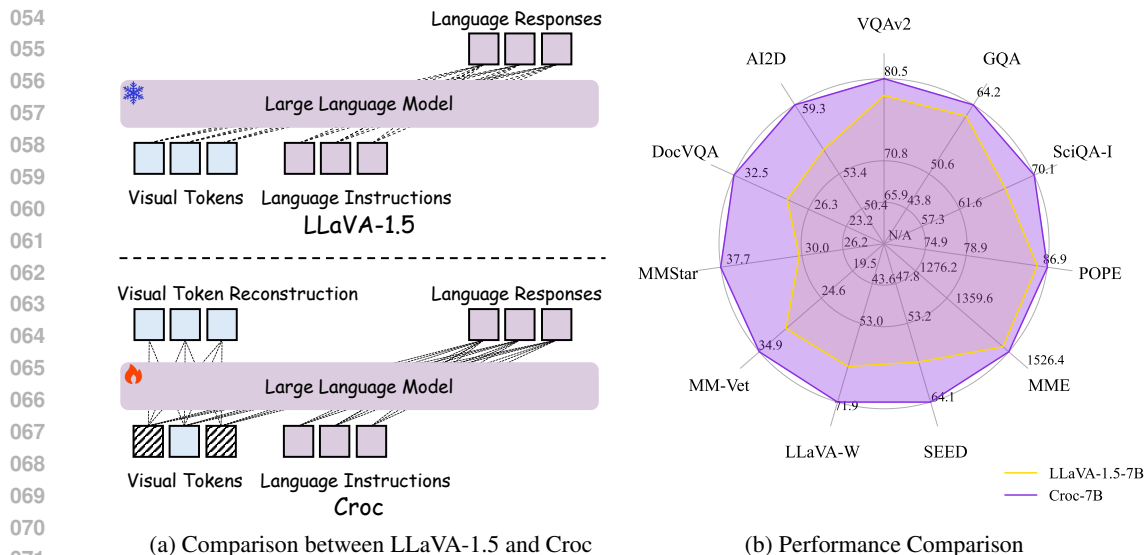 054
055
056
057
058
059
060
061
062
063
064
065
066
067
068
069
070
Language Responses
Large Language Model
Visual Tokens
Language Instructions
LLaVA-1.5
Visual Token Reconstruction
Language Responses
Large Language Model
Visual Tokens
Language Instructions
Croc
(a) Comparison between LLaVA-1.5 and Croc
VQAv2
AI2D
GQA
80.5
59.3
64.2
DocVQA
SciQA-I
32.5
70.8
50.6
70.1
53.4
26.3
61.6
50.4
65.9
43.8
23.2
57.3
N/A
30.0
26.2
74.9
78.9
MMStar
37.7
86.9
POPE
19.5
1276.2
43.6
47.8
24.6
1359.6
53.0
53.2
34.9
1526.4
MM-Vet
MME
71.9
64.1
LLaVA-W
SEED
LLaVA-1.5-7B
Croc-7B
(b) Performance Comparison